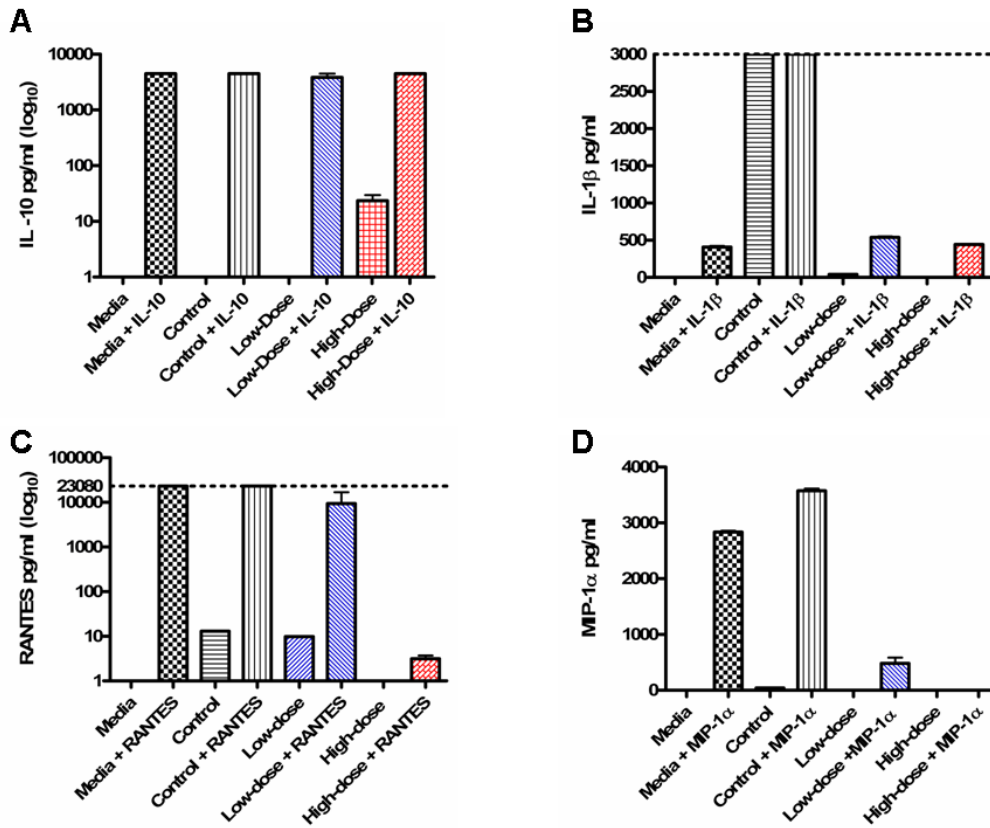 A
IL -10 pg/ml (log10)
10000
1000
100
10
1
Media
Media + IL-10
Control
Control + IL-10
Low-Dose
Low-Dose + IL-10
High-Dose
High-Dose + IL-10
B
IL-1β pg/ml
3000
2500
2000
1500
1000
500
0
Media
Media + IL-1β
Control
Control + IL-1β
Low-dose
Low-dose + IL-1β
High-dose
High-dose + IL-1β
C
RANTES pg/ml (log10)
100000
23080
10000
1000
100
10
1
Media
Media + RANTES
Control
Control + RANTES
Low-dose
Low-dose + RANTES
High-dose
High-dose + RANTES
D
MIP-1α pg/ml
4000
3000
2000
1000
0
Media
Media + MIP-1α
Control
Control + MIP-1α
Low-dose
Low-dose +MIP-1α
High-dose
High-dose + MIP-1α